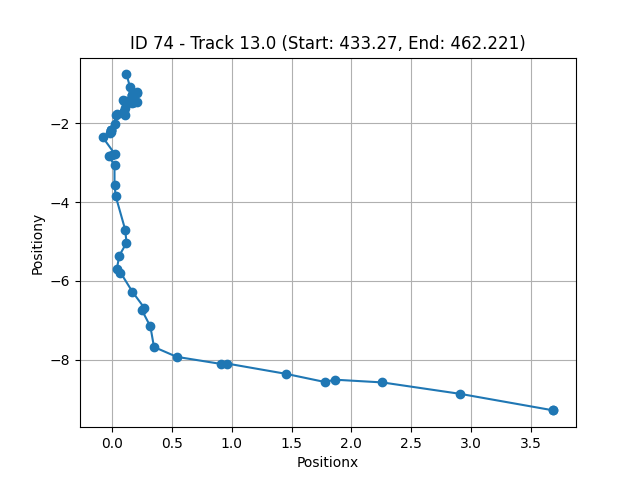 ID 74 - Track 13.0 (Start: 433.27, End: 462.221)
Positiony
−2
−4
−6
−8
0.0 0.5 1.0 1.5 2.0 2.5 3.0 3.5
Positionx